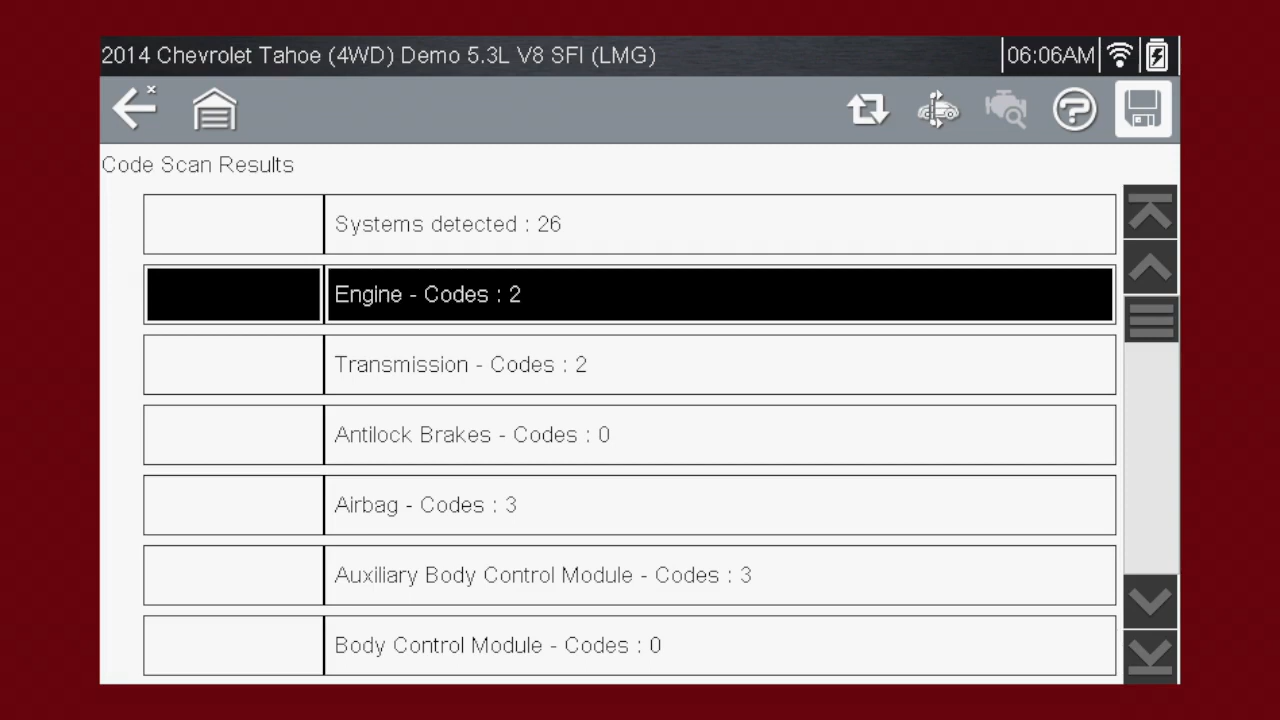 2014 Chevrolet Tahoe (4WD) Demo 5.3L V8 SFI (LMG) 06:06AM
Code Scan Results
Systems detected : 26
Engine - Codes : 2
Transmission - Codes : 2
Antilock Brakes - Codes : 0
Airbag - Codes : 3
Auxiliary Body Control Module - Codes : 3
Body Control Module - Codes : 0